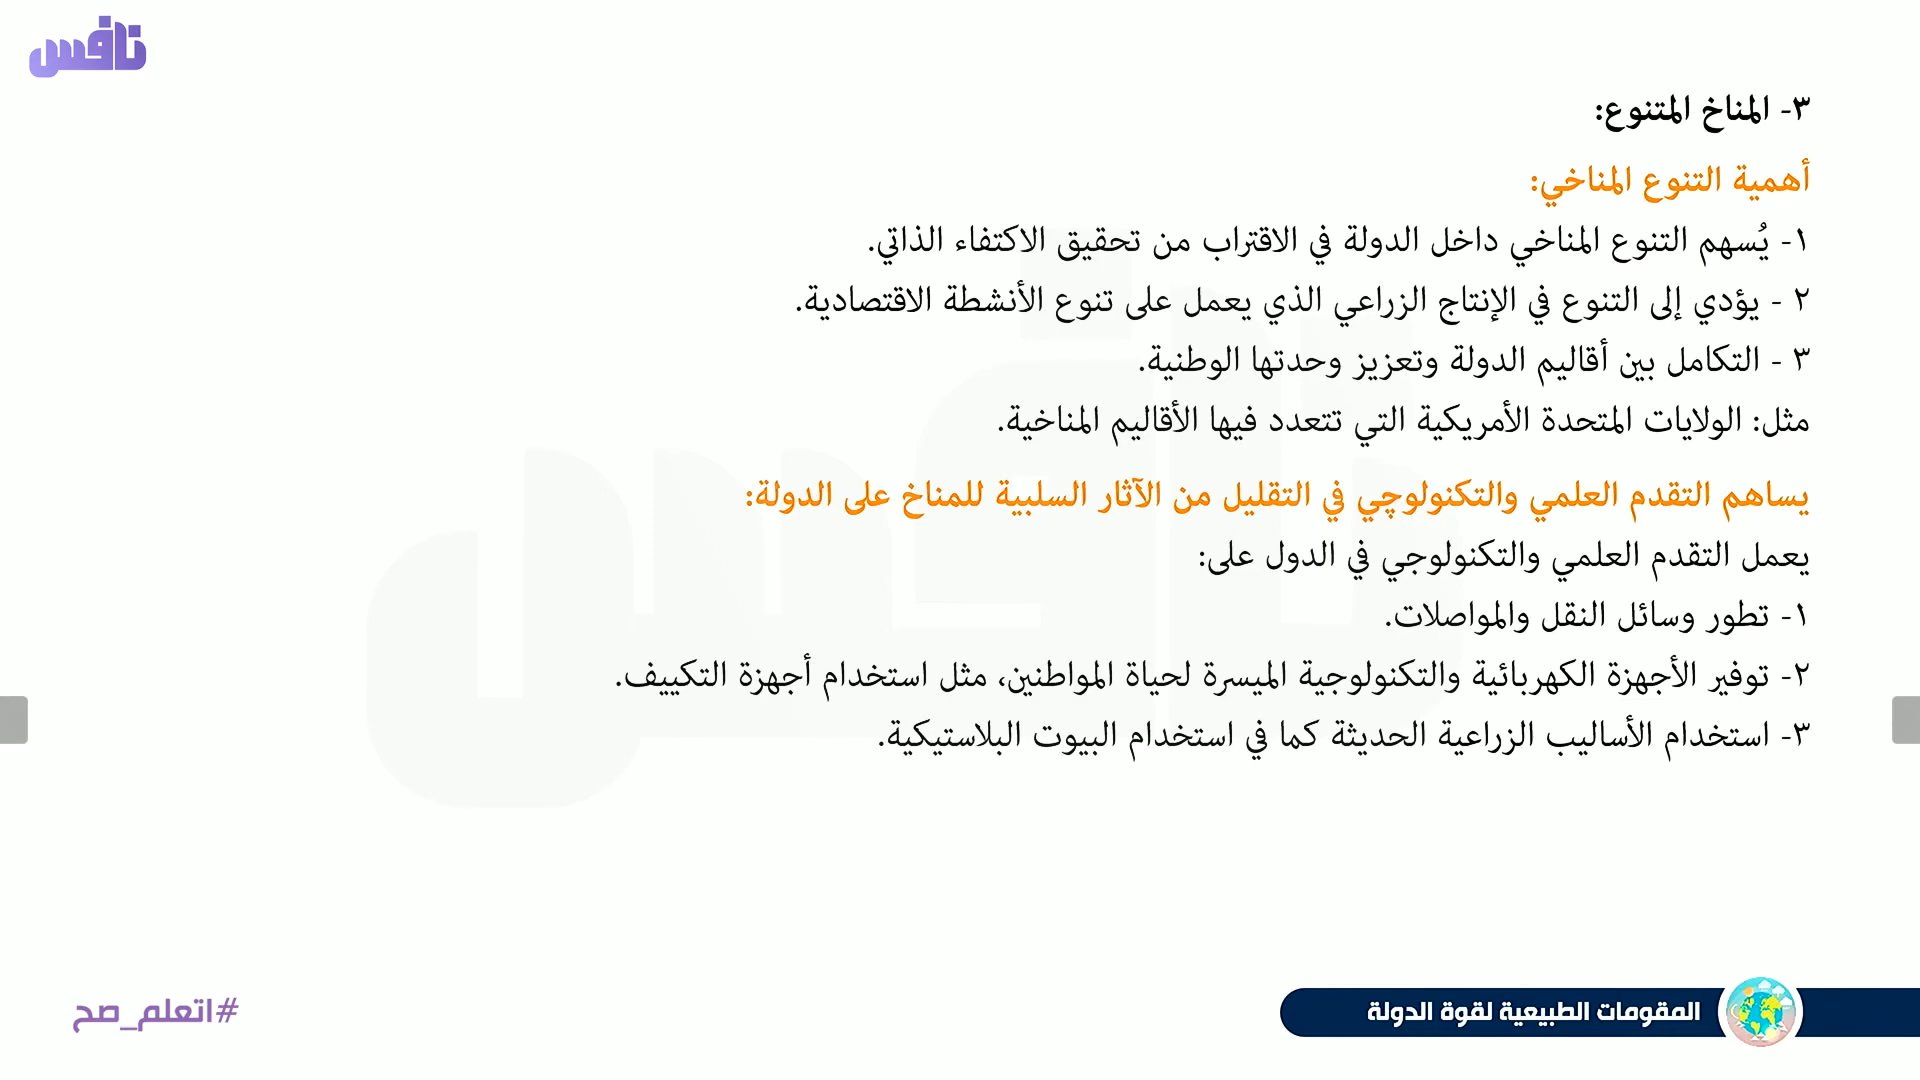 نافس
٣- المناخ المتنوع:
أهمية التنوع المناخي:
١- يُسهم التنوع المناخي داخل الدولة في الاقتراب من تحقيق الاكتفاء الذاتي.
٢ - يؤدي إلى التنوع في الإنتاج الزراعي الذي يعمل على تنوع الأنشطة الاقتصادية.
٣ - التكامل بين أقاليم الدولة وتعزيز وحدتها الوطنية.
مثل: الولايات المتحدة الأمريكية التي تتعدد فيها الأقاليم المناخية.
يساهم التقدم العلمي والتكنولوچي في التقليل من الآثار السلبية للمناخ على الدولة:
يعمل التقدم العلمي والتكنولوجي في الدول على:
١- تطور وسائل النقل والمواصلات.
٢- توفير الأجهزة الكهربائية والتكنولوجية الميسرة لحياة المواطنين، مثل استخدام أجهزة التكييف.
٣- استخدام الأساليب الزراعية الحديثة كما في استخدام البيوت البلاستيكية.
المقومات الطبيعية لقوة الدولة
#اتعلم_صح